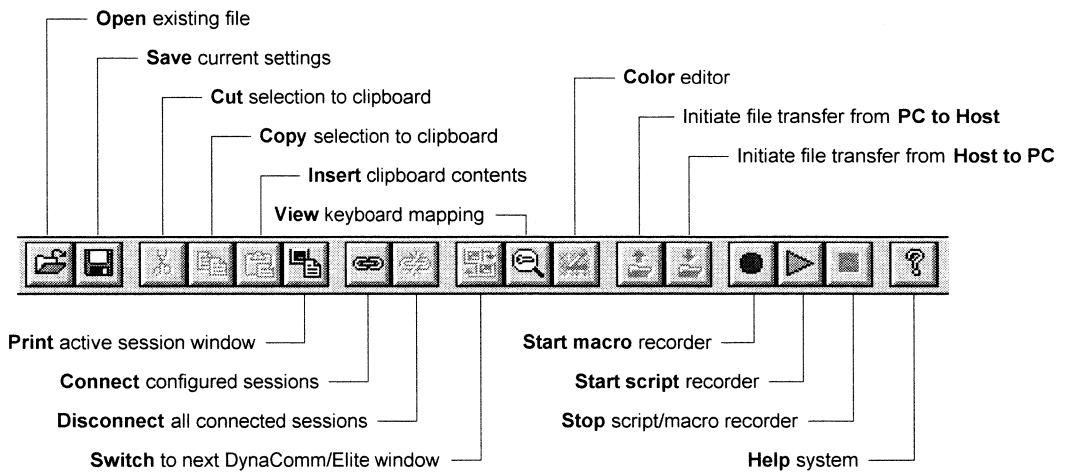 Open existing file
Save current settings
Cut selection to clipboard
Copy selection to clipboard
Insert clipboard contents
View keyboard mapping
Color editor
Initiate file transfer from PC to Host
Initiate file transfer from Host to PC
Print active session window
Connect configured sessions
Disconnect all connected sessions
Switch to next DynaComm/Elite window
Start macro recorder
Start script recorder
Stop script/macro recorder
Help system